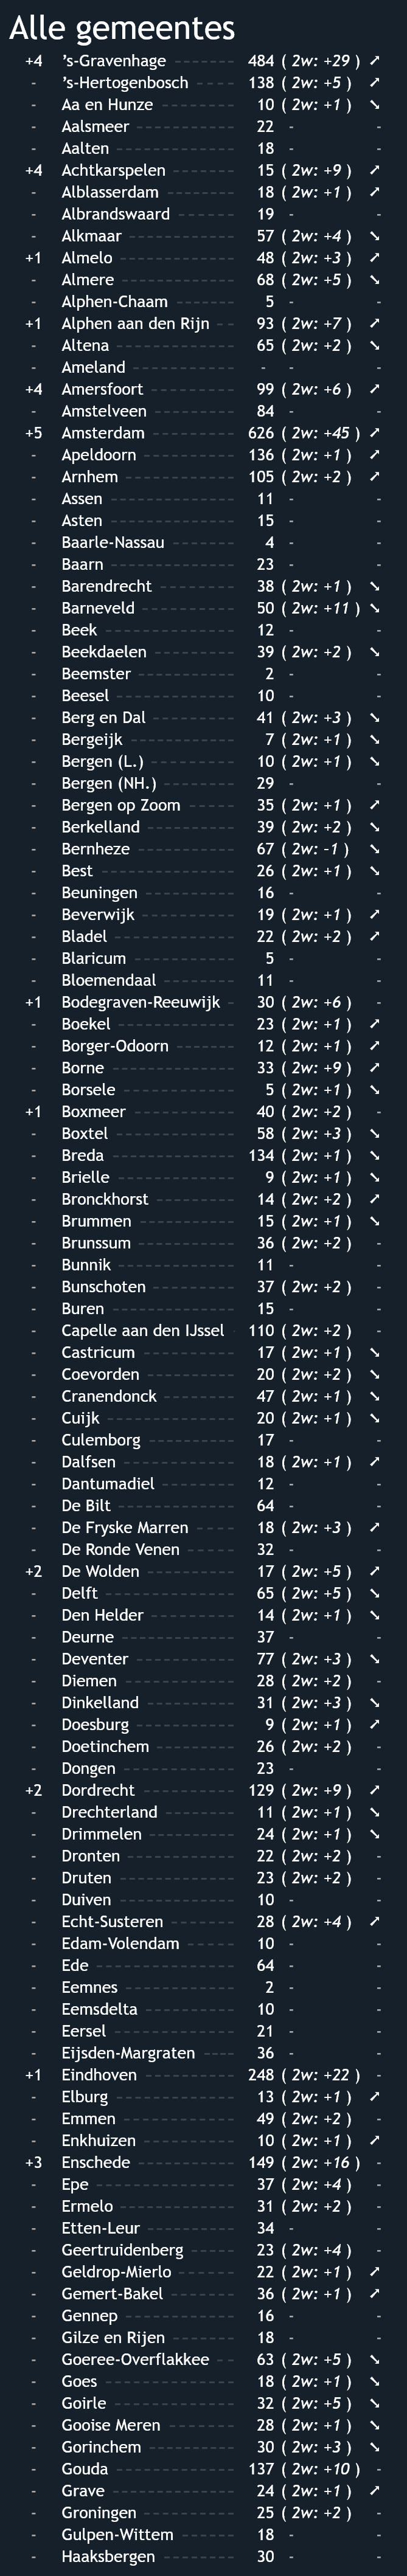 Alle gemeentes
+4 ’s-Gravenhage 484 ( 2w: +29 ) ➚
- ’s-Hertogenbosch 138 ( 2w: +5 ) ➚
- Aa en Hunze 10 ( 2w: +1 ) ➘
- Aalsmeer 22 - -
- Aalten 18 - -
+4 Achtkarspelen 15 ( 2w: +9 ) ➚
- Alblasserdam 18 ( 2w: +1 ) ➚
- Albrandswaard 19 - -
- Alkmaar 57 ( 2w: +4 ) ➘
+1 Almelo 48 ( 2w: +3 ) ➚
- Almere 68 ( 2w: +5 ) ➘
- Alphen-Chaam 5 - -
+1 Alphen aan den Rijn 93 ( 2w: +7 ) ➚
- Altena 65 ( 2w: +2 ) ➘
- Ameland - - -
+4 Amersfoort 99 ( 2w: +6 ) ➚
- Amstelveen 84 - -
+5 Amsterdam 626 ( 2w: +45 ) ➚
- Apeldoorn 136 ( 2w: +1 ) ➚
- Arnhem 105 ( 2w: +2 ) ➚
- Assen 11 - -
- Asten 15 - -
- Baarle-Nassau 4 - -
- Baarn 23 - -
- Barendrecht 38 ( 2w: +1 ) ➘
- Barneveld 50 ( 2w: +11 ) ➘
- Beek 12 - -
- Beekdaelen 39 ( 2w: +2 ) ➘
- Beemster 2 - -
- Beesel 10 - -
- Berg en Dal 41 ( 2w: +3 ) ➘
- Bergeijk 7 ( 2w: +1 ) ➘
- Bergen (L.) 10 ( 2w: +1 ) ➘
- Bergen (NH.) 29 - -
- Bergen op Zoom 35 ( 2w: +1 ) ➚
- Berkelland 39 ( 2w: +2 ) ➘
- Bernheze 67 ( 2w: -1 ) ➘
- Best 26 ( 2w: +1 ) ➘
- Beuningen 16 - -
- Beverwijk 19 ( 2w: +1 ) ➚
- Bladel 22 ( 2w: +2 ) ➚
- Blaricum 5 - -
- Bloemendaal 11 - -
+1 Bodegraven-Reeuwijk 30 ( 2w: +6 ) -
- Boekel 23 ( 2w: +1 ) ➚
- Borger-Odoorn 12 ( 2w: +1 ) ➚
- Borne 33 ( 2w: +9 ) ➚
- Borsele 5 ( 2w: +1 ) ➘
+1 Boxmeer 40 ( 2w: +2 ) -
- Boxtel 58 ( 2w: +3 ) ➘
- Breda 134 ( 2w: +1 ) ➘
- Brielle 9 ( 2w: +1 ) ➘
- Bronckhorst 14 ( 2w: +2 ) ➚
- Brummen 15 ( 2w: +1 ) ➘
- Brunssum 36 ( 2w: +2 ) -
- Bunnik 11 - -
- Bunschoten 37 ( 2w: +2 ) -
- Buren 15 - -
- Capelle aan den IJssel 110 ( 2w: +2 ) -
- Castricum 17 ( 2w: +1 ) ➘
- Coevorden 20 ( 2w: +2 ) ➘
- Cranendonck 47 ( 2w: +1 ) ➘
- Cuijk 20 ( 2w: +1 ) ➘
- Culemborg 17 - -
- Dalfsen 18 ( 2w: +1 ) ➚
- Dantumadiel 12 - -
- De Bilt 64 - -
- De Fryske Marren 18 ( 2w: +3 ) ➚
- De Ronde Venen 32 - -
+2 De Wolden 17 ( 2w: +5 ) ➚
- Delft 65 ( 2w: +5 ) ➘
- Den Helder 14 ( 2w: +1 ) ➘
- Deurne 37 - -
- Deventer 77 ( 2w: +3 ) ➘
- Diemen 28 ( 2w: +2 ) -
- Dinkelland 31 ( 2w: +3 ) ➘
- Doesburg 9 ( 2w: +1 ) ➚
- Doetinchem 26 ( 2w: +2 ) -
- Dongen 23 - -
+2 Dordrecht 129 ( 2w: +9 ) ➚
- Drechterland 11 ( 2w: +1 ) ➘
- Drimmelen 24 ( 2w: +1 ) ➘
- Dronten 22 ( 2w: +2 ) -
- Druten 23 ( 2w: +2 ) -
- Duiven 10 - -
- Echt-Susteren 28 ( 2w: +4 ) ➚
- Edam-Volendam 10 - -
- Ede 64 - -
- Eemnes 2 - -
- Eemsdelta 10 - -
- Eersel 21 - -
- Eijsden-Margraten 36 - -
+1 Eindhoven 248 ( 2w: +22 ) -
- Elburg 13 ( 2w: +1 ) ➚
- Emmen 49 ( 2w: +2 ) -
- Enkhuizen 10 ( 2w: +1 ) ➚
+3 Enschede 149 ( 2w: +16 ) -
- Epe 37 ( 2w: +4 ) -
- Ermelo 31 ( 2w: +2 ) -
- Etten-Leur 34 - -
- Geertruidenberg 23 ( 2w: +4 ) -
- Geldrop-Mierlo 22 ( 2w: +1 ) ➚
- Gemert-Bakel 36 ( 2w: +1 ) ➚
- Gennep 16 - -
- Gilze en Rijen 18 - -
- Goeree-Overflakkee 63 ( 2w: +5 ) ➘
- Goes 18 ( 2w: +1 ) ➘
- Goirle 32 ( 2w: +5 ) ➘
- Gooise Meren 28 ( 2w: +1 ) ➘
- Gorinchem 30 ( 2w: +3 ) ➘
- Gouda 137 ( 2w: +10 ) -
- Grave 24 ( 2w: +1 ) ➚
- Groningen 25 ( 2w: +2 ) -
- Gulpen-Wittem 18 - -
- Haaksbergen 30 - -